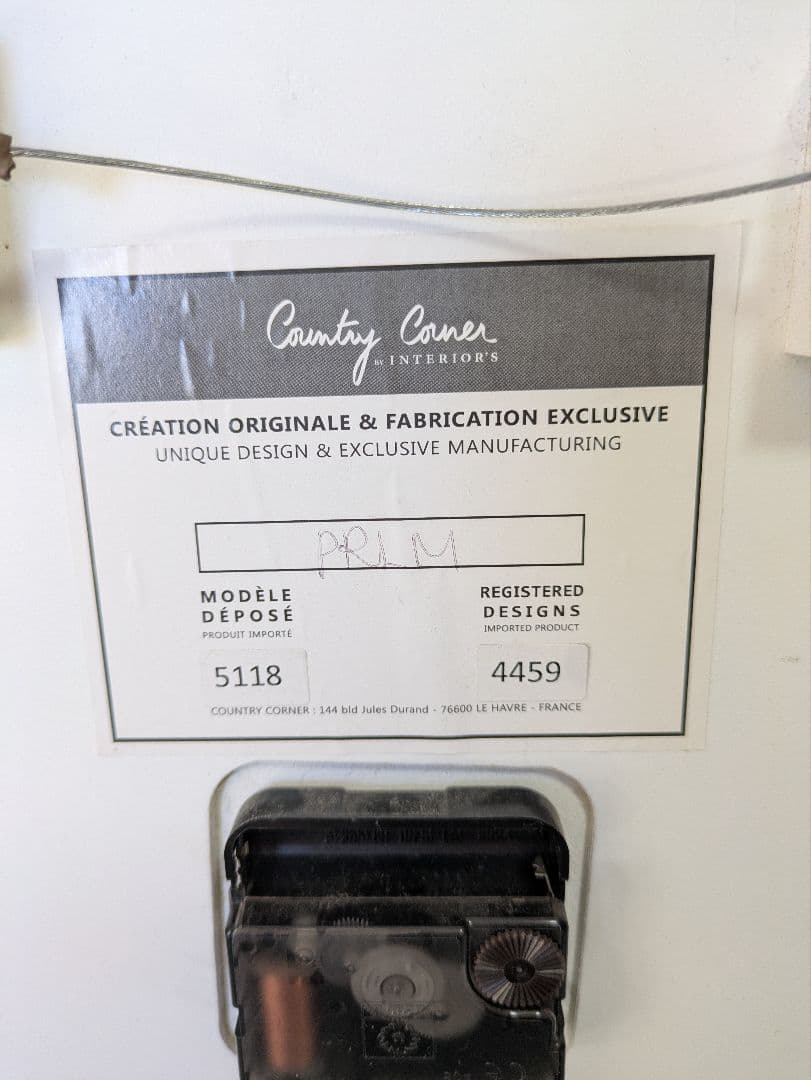 Country Corner
BY INTERIOR'S
CRÉATION ORIGINALE & FABRICATION EXCLUSIVE
UNIQUE DESIGN & EXCLUSIVE MANUFACTURING
PRLM
MODÈLE
DÉPOSÉ
PRODUIT IMPORTÉ
5118
REGISTERED
DESIGNS
IMPORTED PRODUCT
4459
COUNTRY CORNER : 144 bld Jules Durand - 76600 LE HAVRE - FRANCE